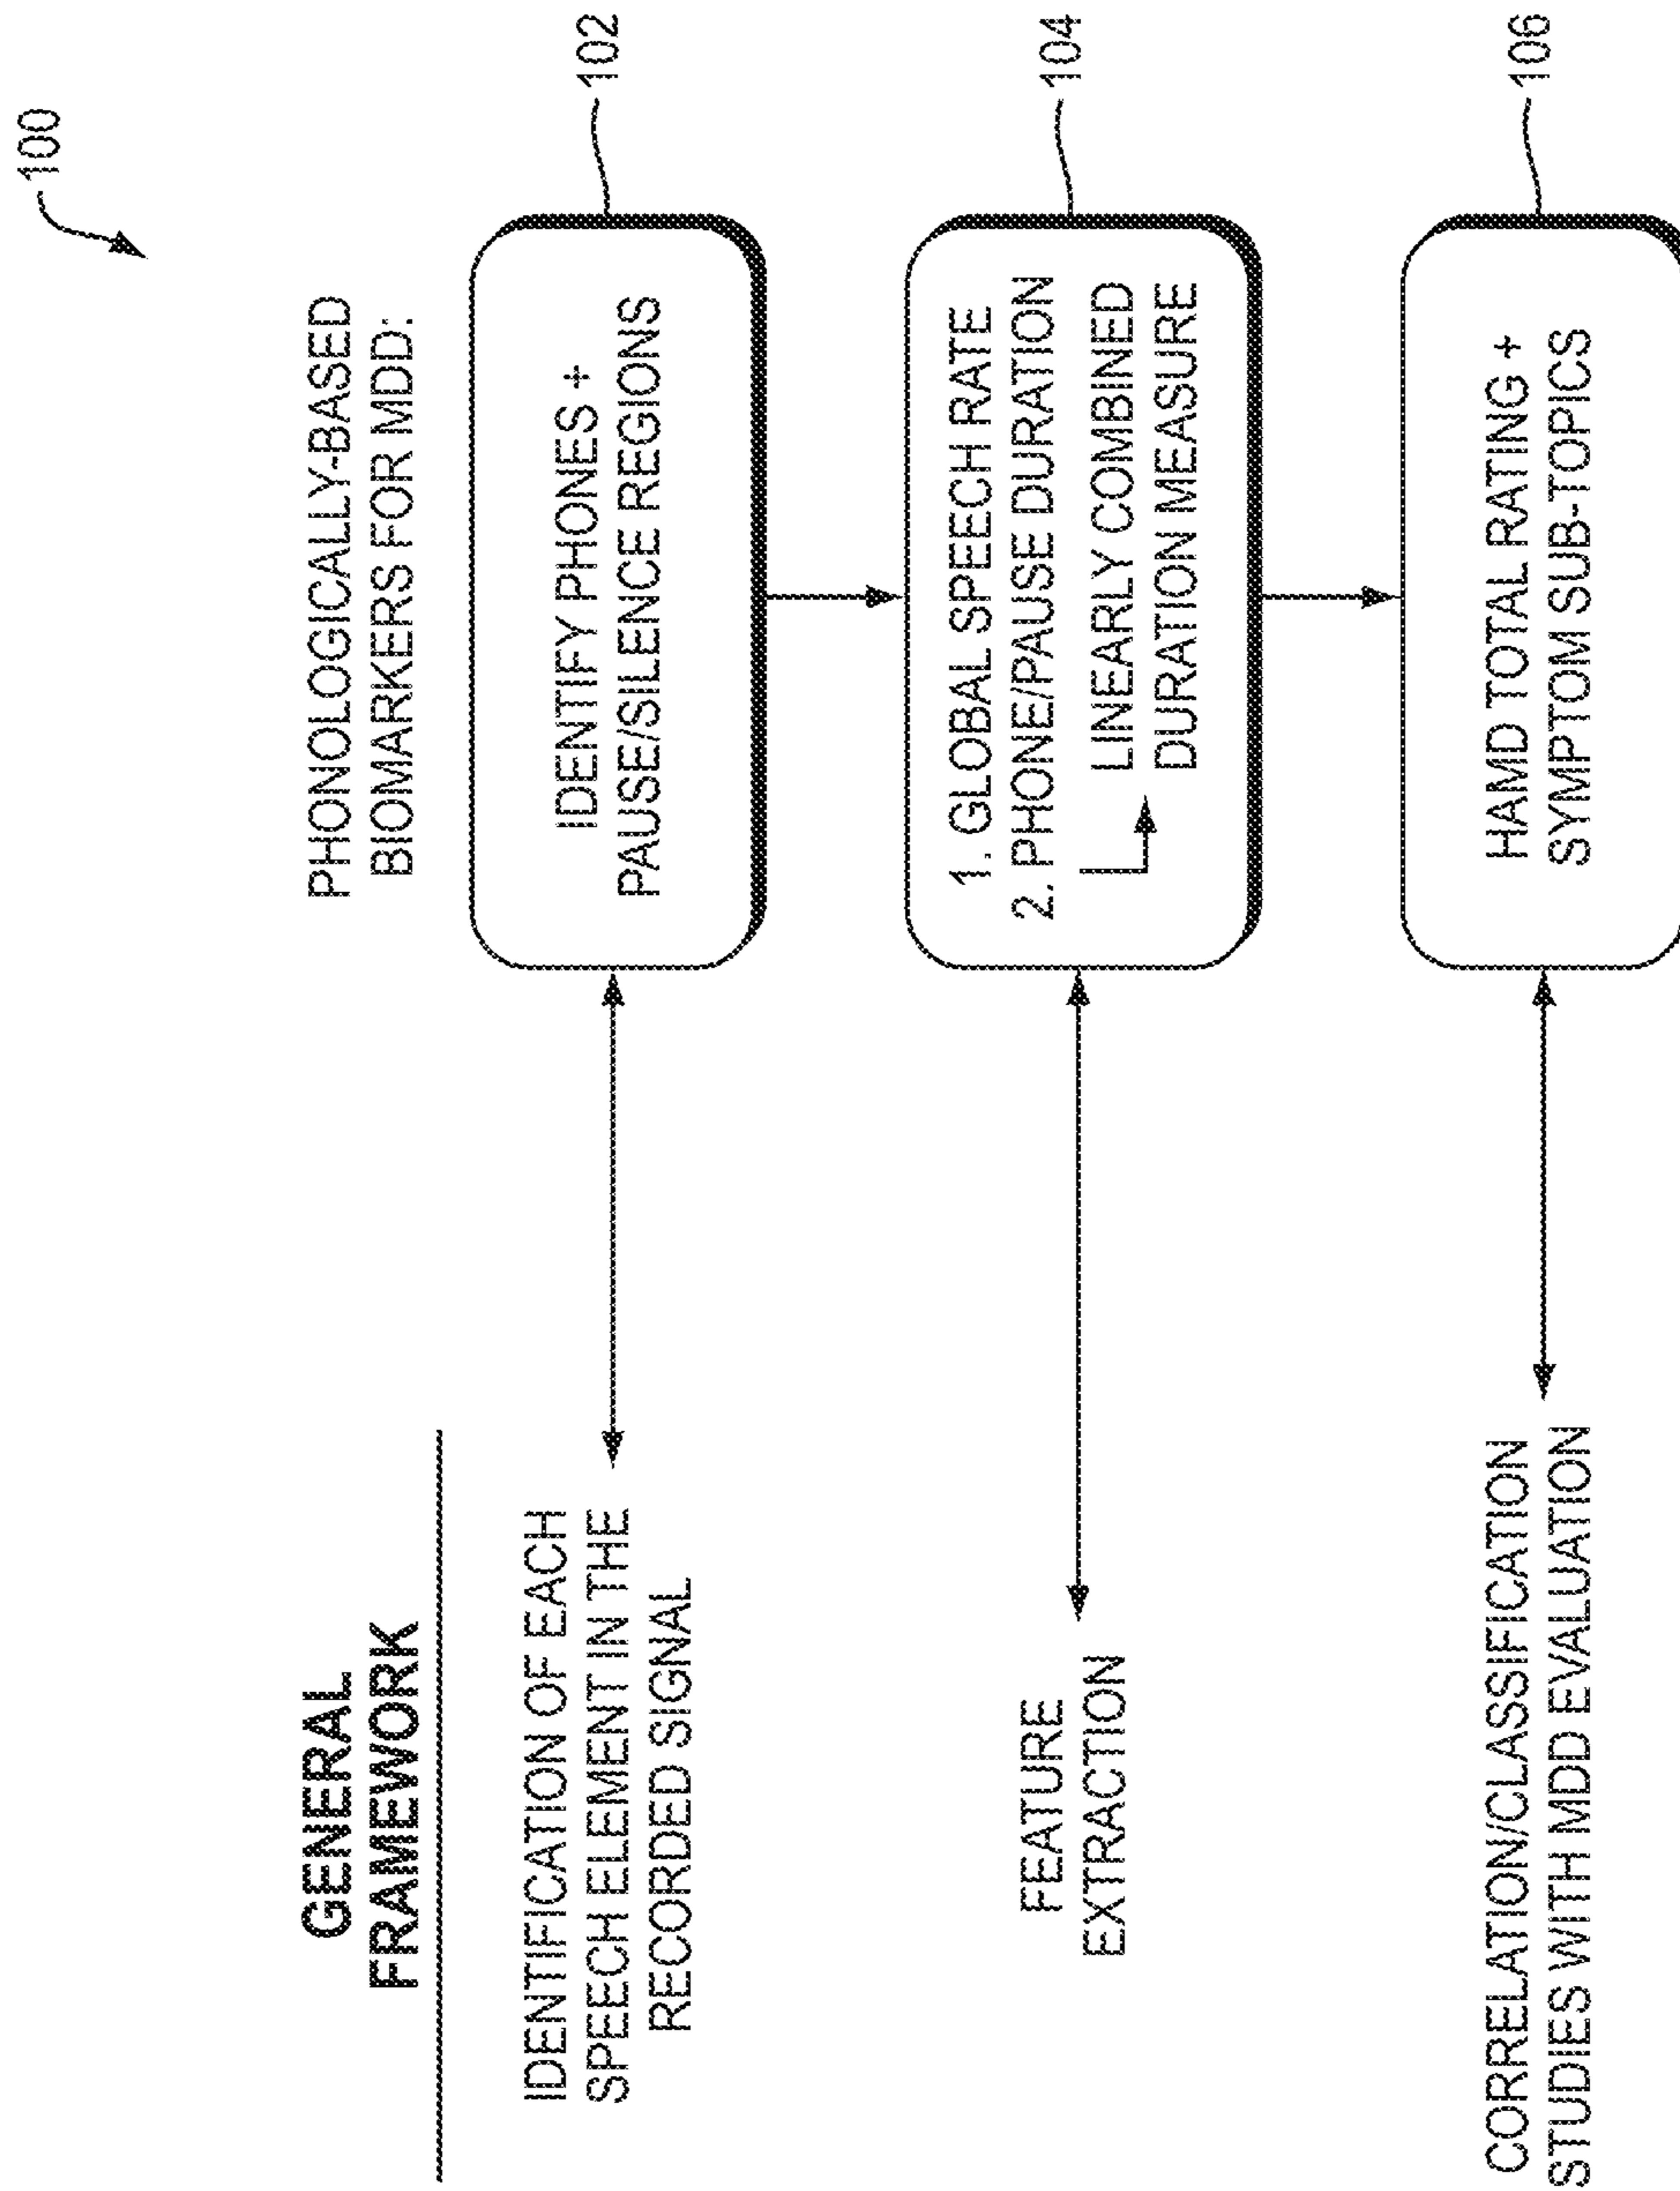 100
GENERAL
FRAMEWORK
PHONOLOGICALLY-BASED
BIOMARKERS FOR MDD:
IDENTIFICATION OF EACH
SPEECH ELEMENT IN THE
RECORDED SIGNAL
IDENTIFY PHONES +
PAUSE/SILENCE REGIONS
102
FEATURE
EXTRACTION
1. GLOBAL SPEECH RATE
2. PHONE/PAUSE DURATION
LINEARLY COMBINED
DURATION MEASURE
104
CORRELATION/CLASSIFICATION
STUDIES WITH MDD EVALUATION
HAMD TOTAL RATING +
SYMPTOM SUB-TOPICS
106